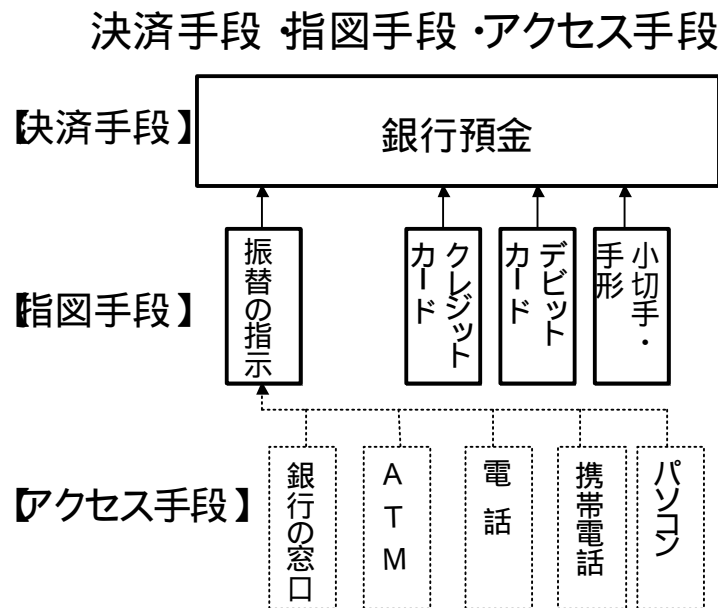 決済手段・指図手段・アクセス手段
【決済手段】
銀行預金
【指図手段】
振替の指示
クレジット
カード
デビット
カード
小切手・
手形
【アクセス手段】
銀行の窓口
ATM
電話
携帯電話
パソコン